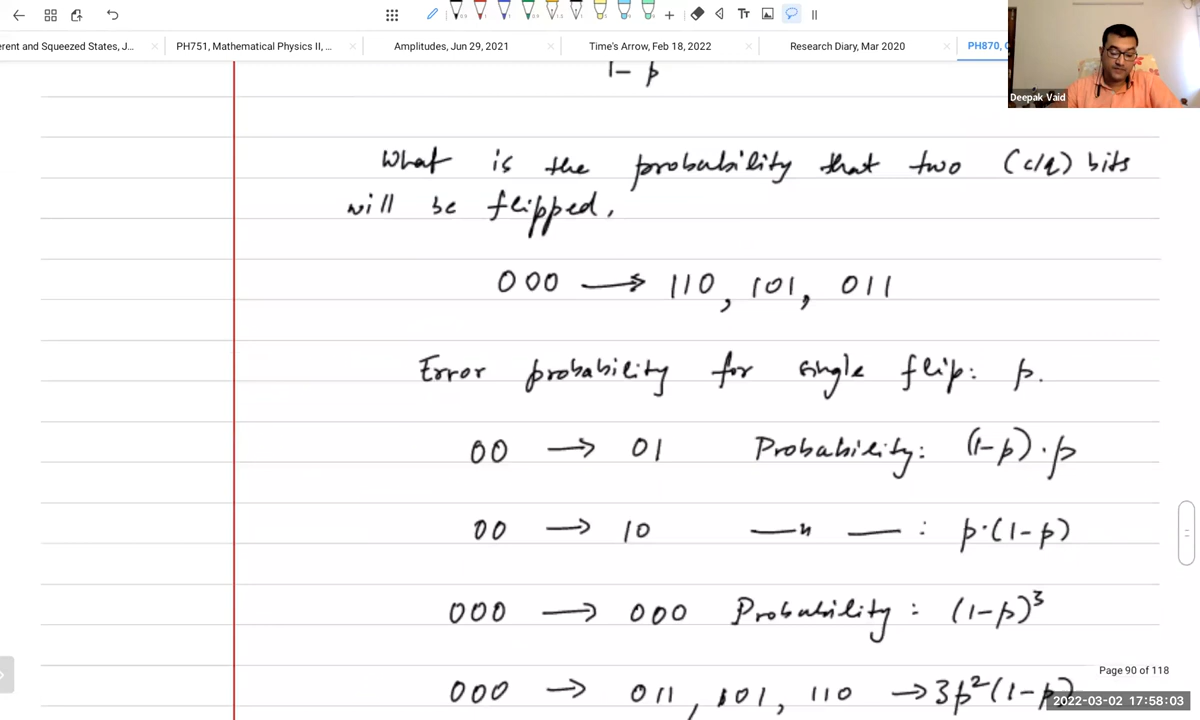 erent and Squeezed States, J... PH751, Mathematical Physics II, ... Amplitudes, Jun 29, 2021 Time's Arrow, Feb 18, 2022 Research Diary, Mar 2020 PH870,
1-p
Deepak Vaid
What is the probability that two (c/q) bits
will be flipped.
000 → 110, 101, 011
Error probability for single flip: p.
00 → 01 Probability: (1-p)·p
00 → 10 —"—: p·(1-p)
000 → 000 Probability: (1-p)³
000 → 011, 101, 110 → 3p²(1-p)
Page 90 of 118
2022-03-02 17:58:03